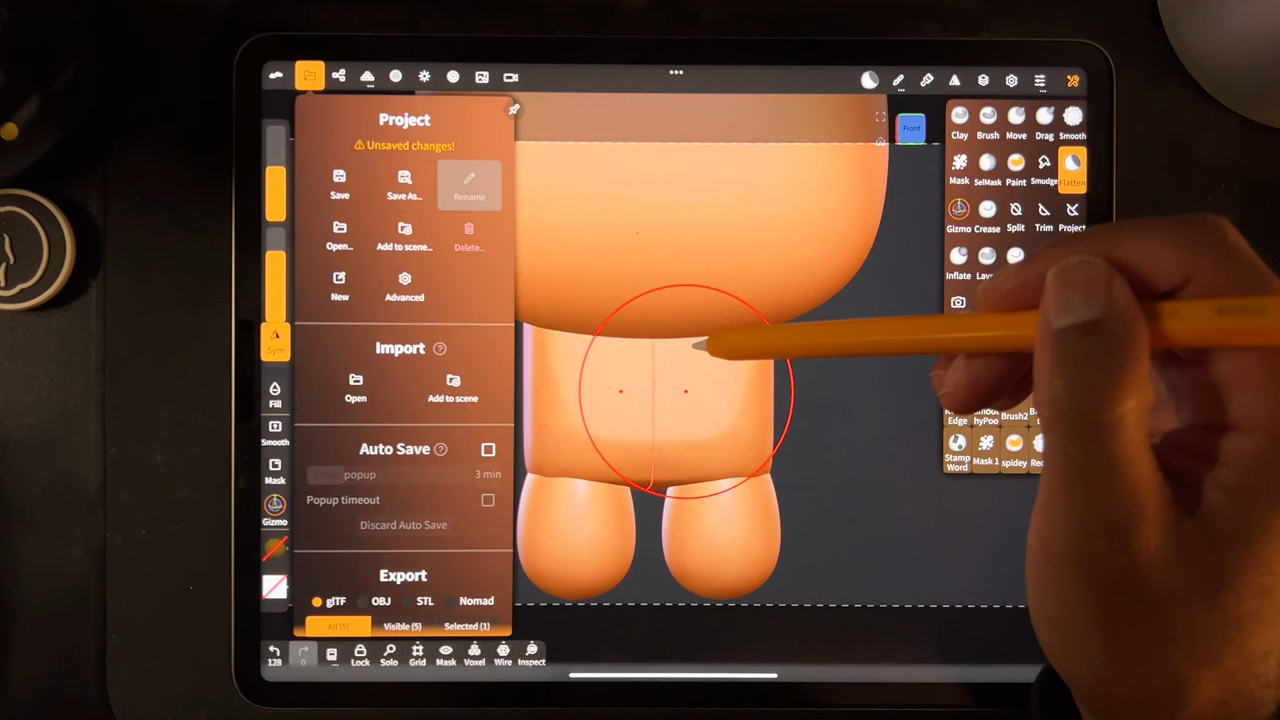 Project
Unsaved changes!
Save
Save As...
Rename
Open...
Add to scene...
Delete...
New
Advanced
Import
Open
Add to scene
Auto Save
popup
3 min
Popup timeout
Discard Auto Save
Export
glTF
OBJ
STL
Nomad
All (5)
Visible (5)
Selected (1)
Sym
Fill
Smooth
Mask
Gizmo
128
0
Lock
Solo
Grid
Mask
Voxel
Wire
Inspect
Front
Clay
Brush
Move
Drag
Smooth
Mask
SelMask
Paint
Smudge
Flatten
Gizmo
Crease
Split
Trim
Project
Inflate
Edge
hyPoo
Brush2
Stamp
Word
Mask 1
spidey